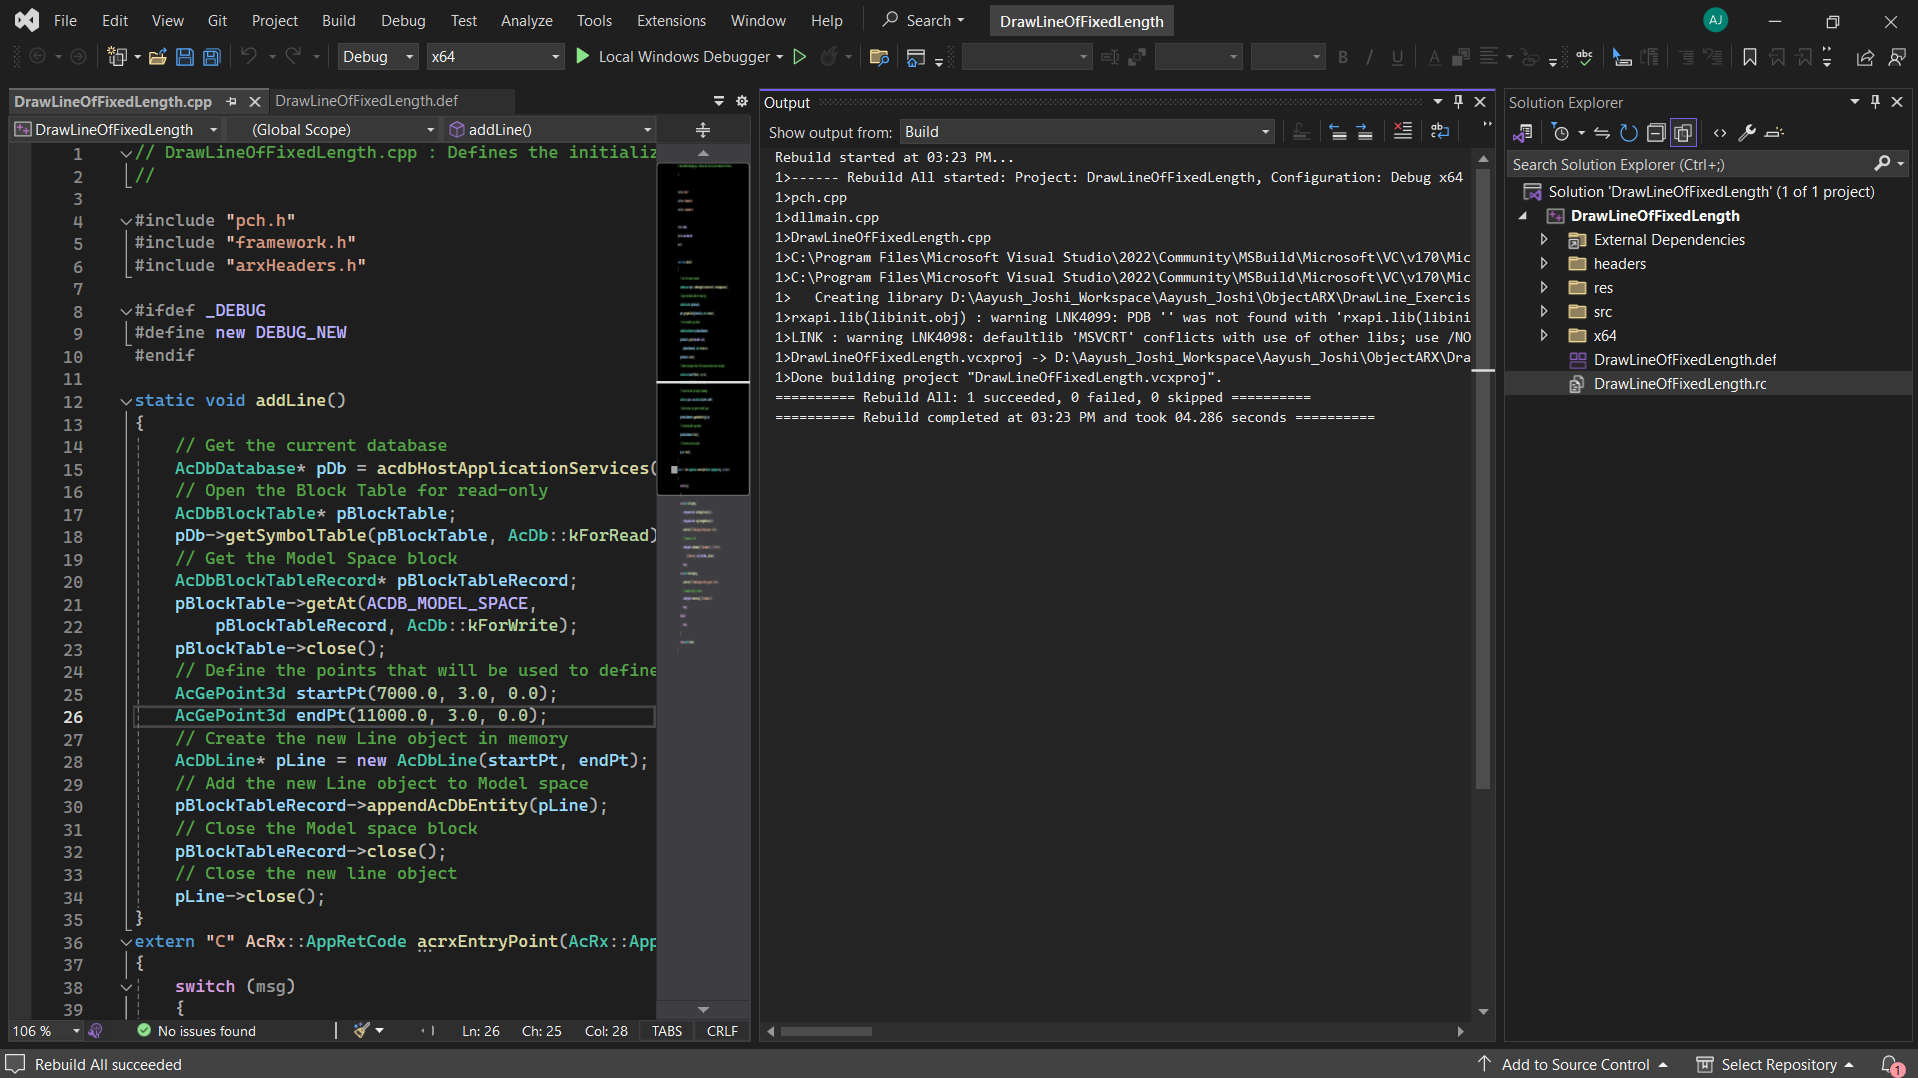 File Edit View Git Project Build Debug Test Analyze Tools Extensions Window Help Search DrawLineOfFixedLength AJ
Debug x64 Local Windows Debugger
DrawLineOfFixedLength.cpp DrawLineOfFixedLength.def
DrawLineOfFixedLength (Global Scope) addLine()
1 // DrawLineOfFixedLength.cpp : Defines the initializ
2 //
3
4 #include "pch.h"
5 #include "framework.h"
6 #include "arxHeaders.h"
7
8 #ifdef _DEBUG
9 #define new DEBUG_NEW
10 #endif
11
12 static void addLine()
13 {
14 // Get the current database
15 AcDbDatabase* pDb = acdbHostApplicationServices(
16 // Open the Block Table for read-only
17 AcDbBlockTable* pBlockTable;
18 pDb->getSymbolTable(pBlockTable, AcDb::kForRead)
19 // Get the Model Space block
20 AcDbBlockTableRecord* pBlockTableRecord;
21 pBlockTable->getAt(ACDB_MODEL_SPACE,
22 pBlockTableRecord, AcDb::kForWrite);
23 pBlockTable->close();
24 // Define the points that will be used to define
25 AcGePoint3d startPt(7000.0, 3.0, 0.0);
26 AcGePoint3d endPt(11000.0, 3.0, 0.0);
27 // Create the new Line object in memory
28 AcDbLine* pLine = new AcDbLine(startPt, endPt);
29 // Add the new Line object to Model space
30 pBlockTableRecord->appendAcDbEntity(pLine);
31 // Close the Model space block
32 pBlockTableRecord->close();
33 // Close the new line object
34 pLine->close();
35 }
36 extern "C" AcRx::AppRetCode acrxEntryPoint(AcRx::App
37 {
38 switch (msg)
39 {
106 % No issues found Ln: 26 Ch: 25 Col: 28 TABS CRLF
Output
Show output from: Build
Rebuild started at 03:23 PM...
1>------ Rebuild All started: Project: DrawLineOfFixedLength, Configuration: Debug x64
1>pch.cpp
1>dllmain.cpp
1>DrawLineOfFixedLength.cpp
1>C:\Program Files\Microsoft Visual Studio\2022\Community\MSBuild\Microsoft\VC\v170\Mic
1>C:\Program Files\Microsoft Visual Studio\2022\Community\MSBuild\Microsoft\VC\v170\Mic
1>   Creating library D:\Aayush_Joshi_Workspace\Aayush_Joshi\ObjectARX\DrawLine_Exercis
1>rxapi.lib(libinit.obj) : warning LNK4099: PDB '' was not found with 'rxapi.lib(libini
1>LINK : warning LNK4098: defaultlib 'MSVCRT' conflicts with use of other libs; use /NO
1>DrawLineOfFixedLength.vcxproj -> D:\Aayush_Joshi_Workspace\Aayush_Joshi\ObjectARX\Dra
1>Done building project "DrawLineOfFixedLength.vcxproj".
========== Rebuild All: 1 succeeded, 0 failed, 0 skipped ==========
========== Rebuild completed at 03:23 PM and took 04.286 seconds ==========
Solution Explorer
Search Solution Explorer (Ctrl+;)
Solution 'DrawLineOfFixedLength' (1 of 1 project)
DrawLineOfFixedLength
External Dependencies
headers
res
src
x64
DrawLineOfFixedLength.def
DrawLineOfFixedLength.rc
Rebuild All succeeded Add to Source Control Select Repository 1